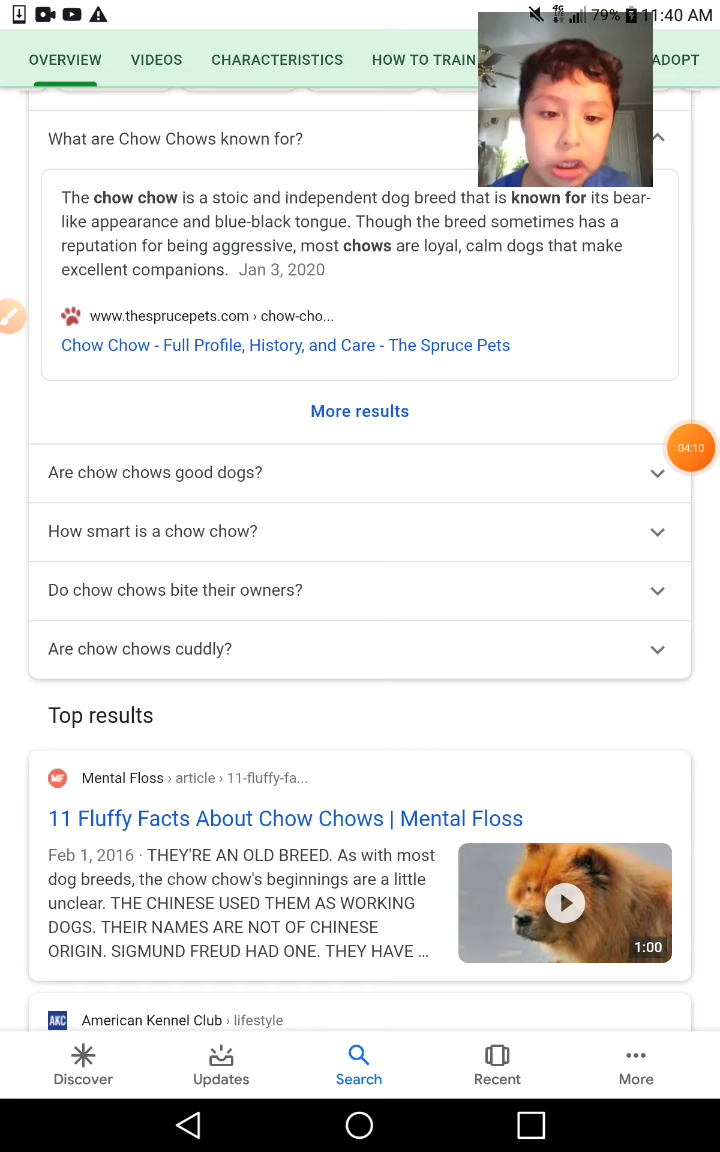 79% 11:40 AM
OVERVIEW VIDEOS CHARACTERISTICS HOW TO TRAIN ADOPT
What are Chow Chows known for?
The chow chow is a stoic and independent dog breed that is known for its bear-
like appearance and blue-black tongue. Though the breed sometimes has a
reputation for being aggressive, most chows are loyal, calm dogs that make
excellent companions. Jan 3, 2020
www.thesprucepets.com › chow-cho...
Chow Chow - Full Profile, History, and Care - The Spruce Pets
More results
04:10
Are chow chows good dogs?
How smart is a chow chow?
Do chow chows bite their owners?
Are chow chows cuddly?
Top results
MF Mental Floss › article › 11-fluffy-fa...
11 Fluffy Facts About Chow Chows | Mental Floss
Feb 1, 2016 · THEY'RE AN OLD BREED. As with most
dog breeds, the chow chow's beginnings are a little
unclear. THE CHINESE USED THEM AS WORKING
DOGS. THEIR NAMES ARE NOT OF CHINESE
ORIGIN. SIGMUND FREUD HAD ONE. THEY HAVE ...
1:00
AKC American Kennel Club › lifestyle
Discover Updates Search Recent More